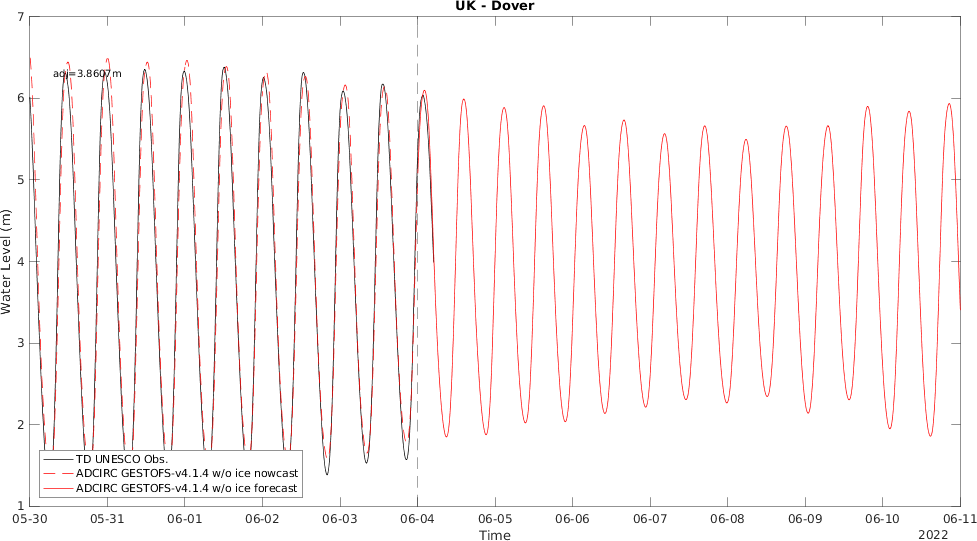 UK - Dover
7
adj=3.8607m
6
5
Water Level (m)
4
3
2
TD UNESCO Obs.
ADCIRC GESTOFS-v4.1.4 w/o ice nowcast
ADCIRC GESTOFS-v4.1.4 w/o ice forecast
1
05-30 05-31 06-01 06-02 06-03 06-04 06-05 06-06 06-07 06-08 06-09 06-10 06-11
Time
2022